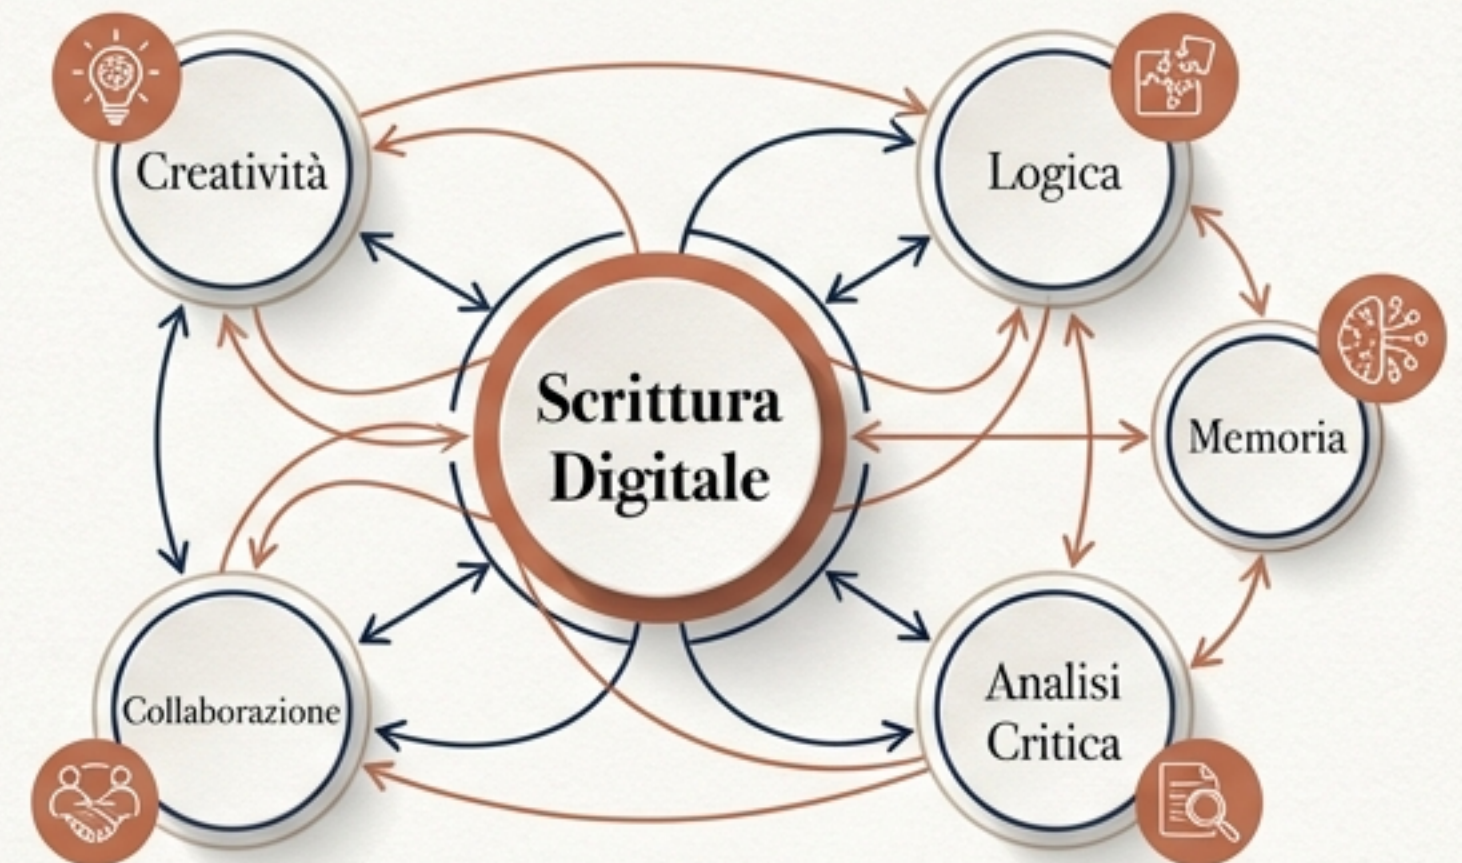 Creatività
Logica
Scrittura
Digitale
Memoria
Collaborazione
Analisi
Critica